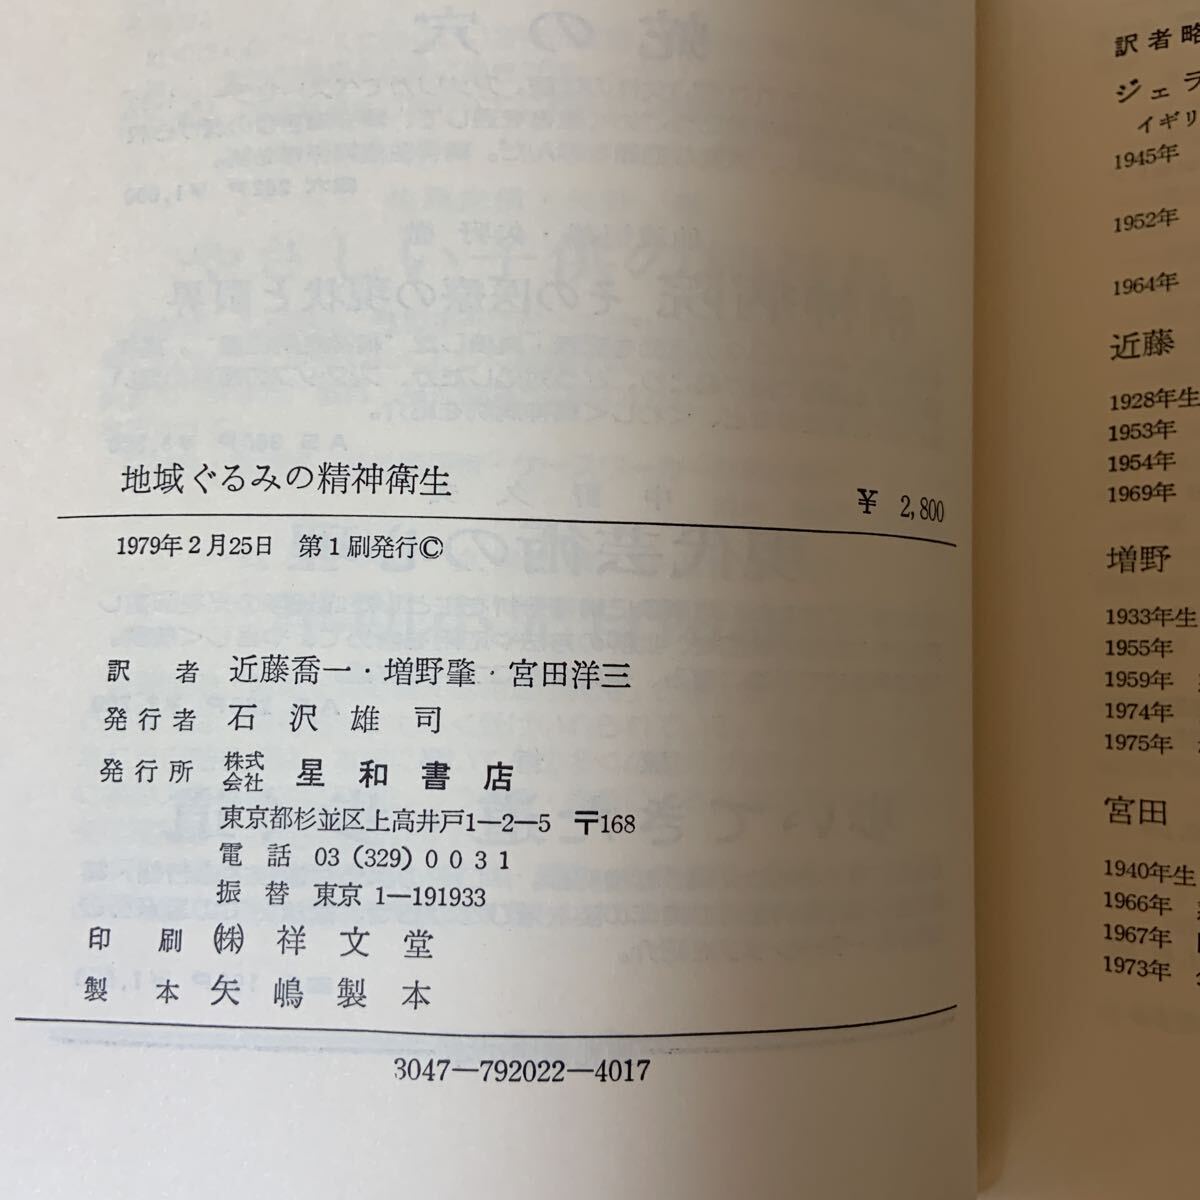 地域ぐるみの精神衛生
¥ 2,800
1979年2月25日 第1刷発行©
訳者 近藤喬一・増野肇・宮田洋三
発行者 石沢雄司
発行所 株式会社 星和書店
東京都杉並区上高井戸1—2—5 〒168
電話 03(329)0031
振替 東京1—191933
印刷 ㈱ 祥文堂
製本 矢嶋製本
3047—792022—4017
訳者略
ジェラ
イギリ
1945年
1952年
1964年
近藤
1928年生
1953年
1954年
1969年
増野
1933年生
1955年
1959年
1974年
1975年
宮田
1940年生
1966年
1967年
1973年